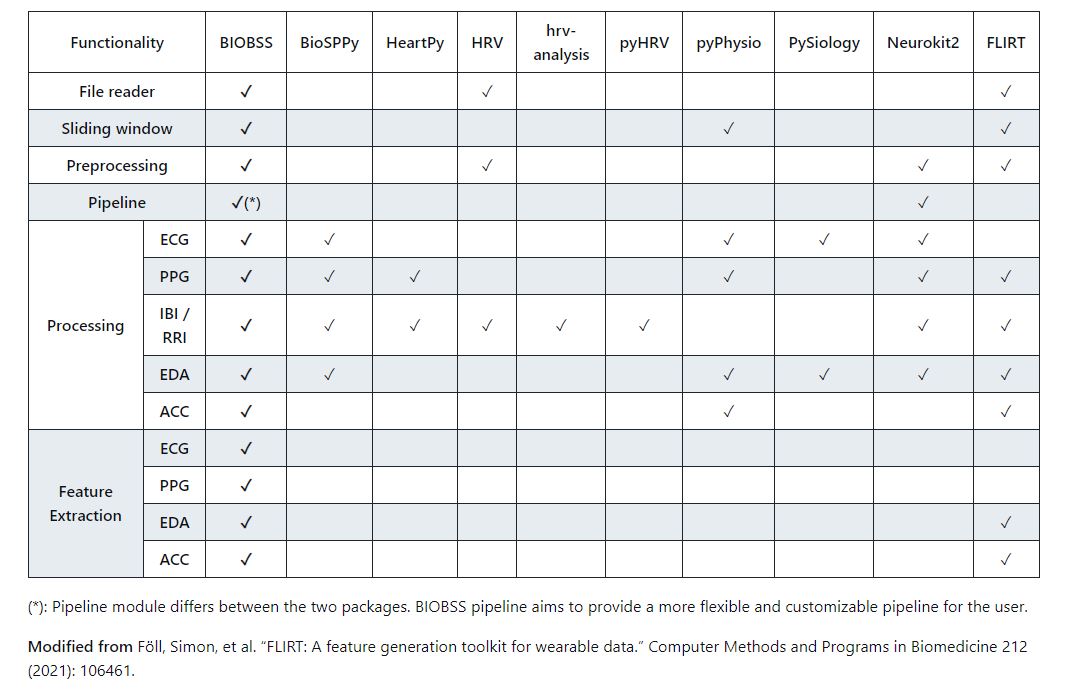 Functionality BIOBSS BioSPPy HeartPy HRV hrv- pyHRV pyPhysio PySiology Neurokit2 FLIRT
analysis
File reader ✓ ✓ ✓
Sliding window ✓ ✓ ✓
Preprocessing ✓ ✓ ✓ ✓
Pipeline ✓(*) ✓
Processing
ECG ✓ ✓ ✓ ✓ ✓
PPG ✓ ✓ ✓ ✓ ✓ ✓
IBI /
RRI ✓ ✓ ✓ ✓ ✓ ✓ ✓ ✓
EDA ✓ ✓ ✓ ✓ ✓ ✓
ACC ✓ ✓ ✓
Feature
Extraction
ECG ✓
PPG ✓
EDA ✓ ✓
ACC ✓ ✓
(*): Pipeline module differs between the two packages. BIOBSS pipeline aims to provide a more flexible and customizable pipeline for the user.
Modified from Föll, Simon, et al. “FLIRT: A feature generation toolkit for wearable data.” Computer Methods and Programs in Biomedicine 212
(2021): 106461.